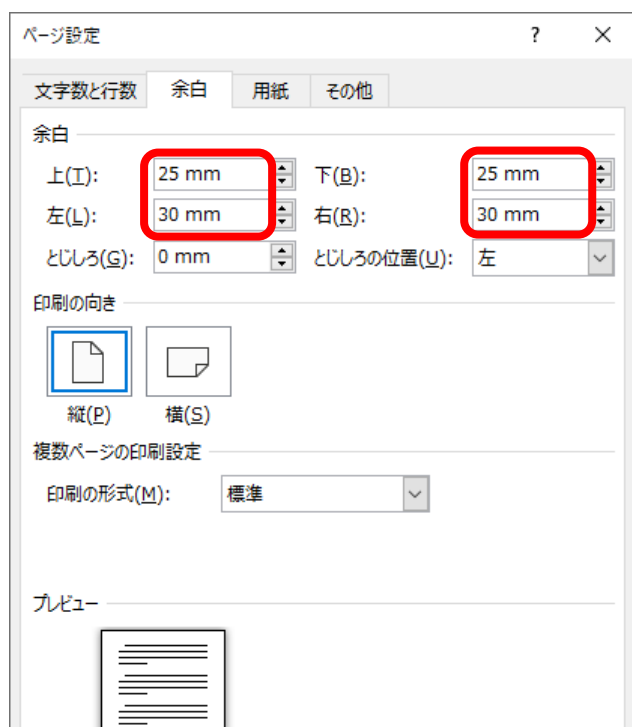 ページ設定 ?
文字数と行数 余白 用紙 その他
余白
上(T): 25 mm 下(B): 25 mm
左(L): 30 mm 右(R): 30 mm
とじしろ(G): 0 mm とじしろの位置(U): 左
印刷の向き
縦(P) 横(S)
複数ページの印刷設定
印刷の形式(M): 標準
プレビュー